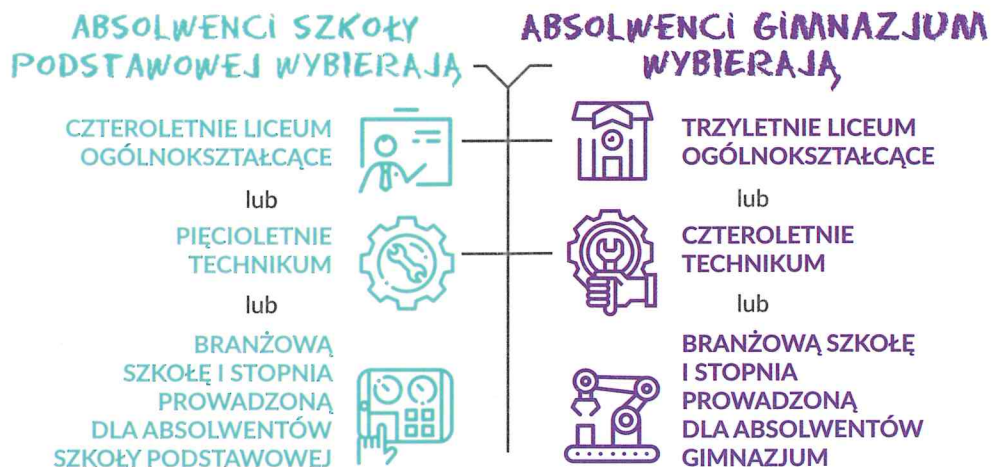 ABSOLWENCI SZKOŁY
PODSTAWOWEJ WYBIERAJĄ
CZTEROLETNIE LICEUM
OGÓLNOKSZTAŁCĄCE
lub
PIĘCIOLETNIE
TECHNIKUM
lub
BRANŻOWĄ
SZKOŁĘ I STOPNIA
PROWADZONĄ
DLA ABSOLWENTÓW
SZKOŁY PODSTAWOWEJ
ABSOLWENCI GIMNAZJUM
WYBIERAJĄ
TRZYLETNIE LICEUM
OGÓLNOKSZTAŁCĄCE
lub
CZTEROLETNIE
TECHNIKUM
lub
BRANŻOWĄ SZKOŁĘ
I STOPNIA
PROWADZONĄ
DLA ABSOLWENTÓW
GIMNAZJUM